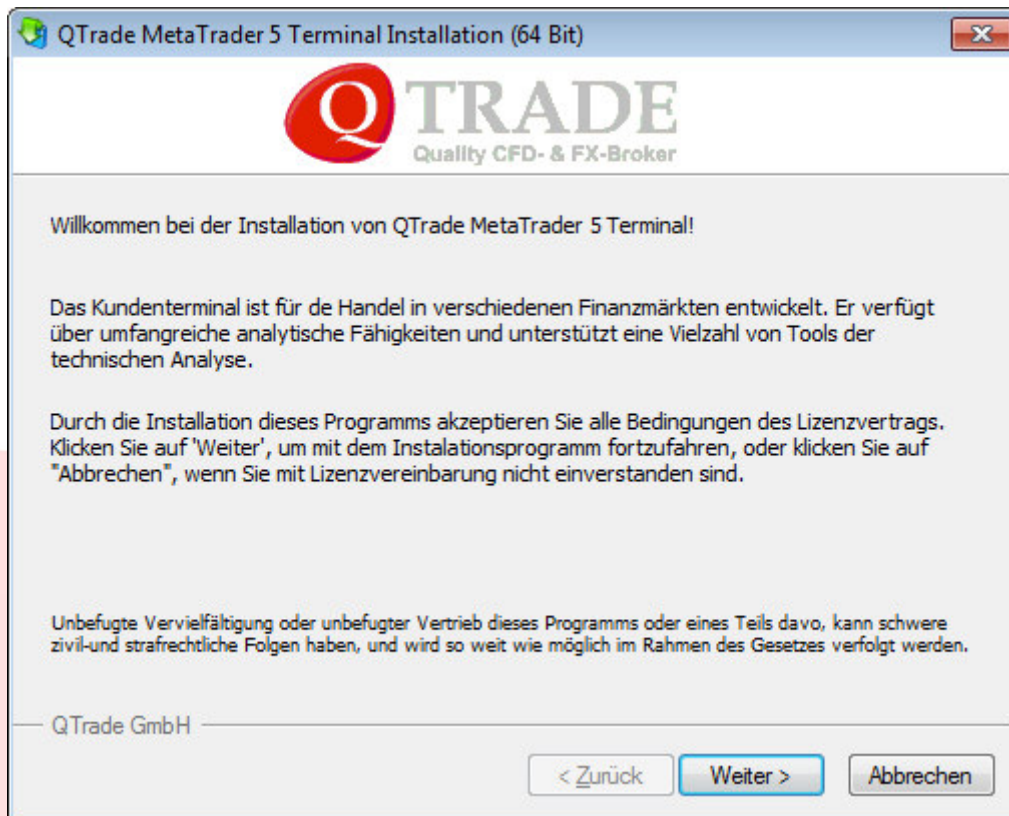 QTrade MetaTrader 5 Terminal Installation (64 Bit)
Q TRADE
Quality CFD- & FX-Broker
Willkommen bei der Installation von QTrade MetaTrader 5 Terminal!
Das Kundenterminal ist für de Handel in verschiedenen Finanzmärkten entwickelt. Er verfügt
über umfangreiche analytische Fähigkeiten und unterstützt eine Vielzahl von Tools der
technischen Analyse.
Durch die Installation dieses Programms akzeptieren Sie alle Bedingungen des Lizenzvertrags.
Klicken Sie auf 'Weiter', um mit dem Instalationsprogramm fortzufahren, oder klicken Sie auf
"Abbrechen", wenn Sie mit Lizenzvereinbarung nicht einverstanden sind.
Unbefugte Vervielfältigung oder unbefugter Vertrieb dieses Programms oder eines Teils davo, kann schwere
zivil-und strafrechtliche Folgen haben, und wird so weit wie möglich im Rahmen des Gesetzes verfolgt werden.
QTrade GmbH
< Zurück Weiter > Abbrechen